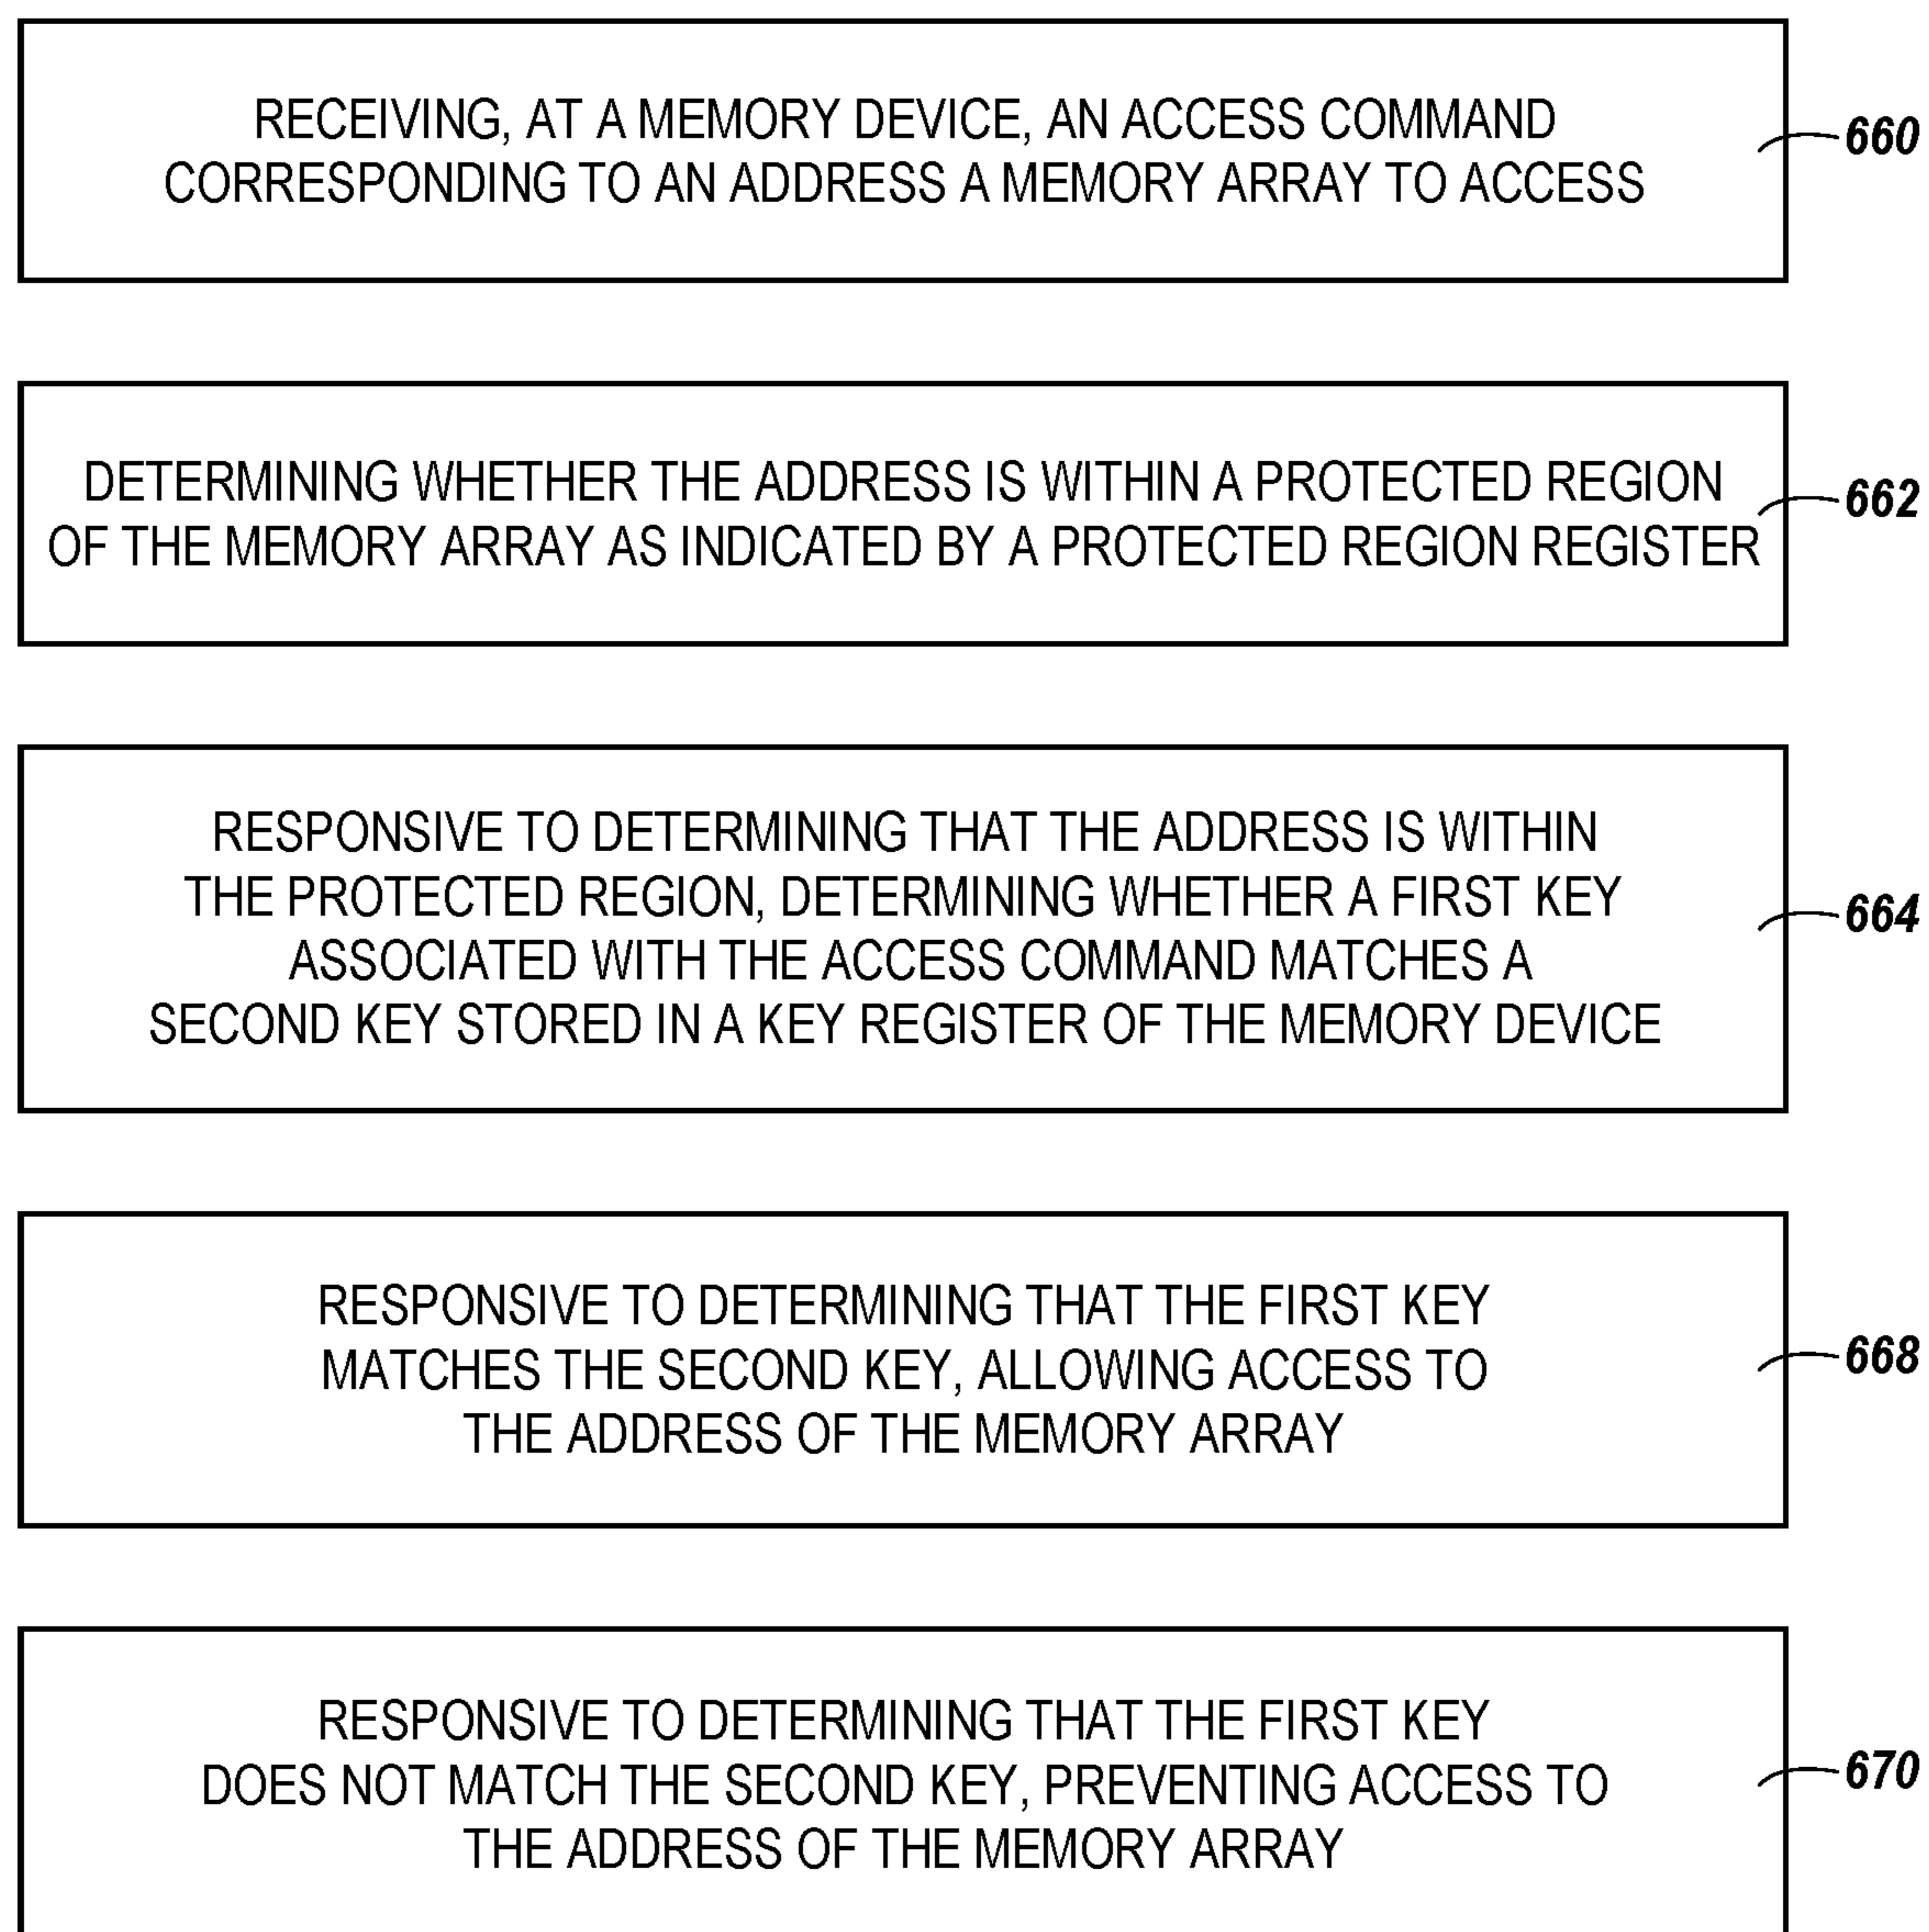 RECEIVING, AT A MEMORY DEVICE, AN ACCESS COMMAND
CORRESPONDING TO AN ADDRESS A MEMORY ARRAY TO ACCESS
660
DETERMINING WHETHER THE ADDRESS IS WITHIN A PROTECTED REGION
OF THE MEMORY ARRAY AS INDICATED BY A PROTECTED REGION REGISTER
662
RESPONSIVE TO DETERMINING THAT THE ADDRESS IS WITHIN
THE PROTECTED REGION, DETERMINING WHETHER A FIRST KEY
ASSOCIATED WITH THE ACCESS COMMAND MATCHES A
SECOND KEY STORED IN A KEY REGISTER OF THE MEMORY DEVICE
664
RESPONSIVE TO DETERMINING THAT THE FIRST KEY
MATCHES THE SECOND KEY, ALLOWING ACCESS TO
THE ADDRESS OF THE MEMORY ARRAY
668
RESPONSIVE TO DETERMINING THAT THE FIRST KEY
DOES NOT MATCH THE SECOND KEY, PREVENTING ACCESS TO
THE ADDRESS OF THE MEMORY ARRAY
670